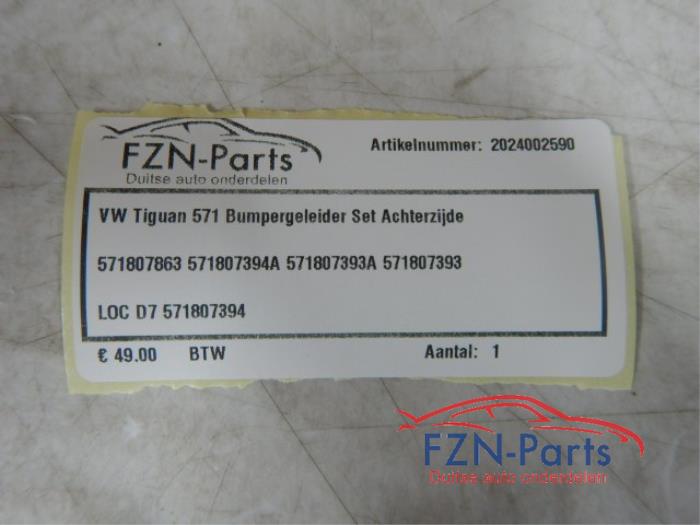 FZN-Parts
Duitse auto onderdelen
Artikelnummer: 2024002590
VW Tiguan 571 Bumpergeleider Set Achterzijde
571807863 571807394A 571807393A 571807393
LOC D7 571807394
€ 49.00 BTW Aantal: 1
FZN-Parts
Duitse auto onderdelen